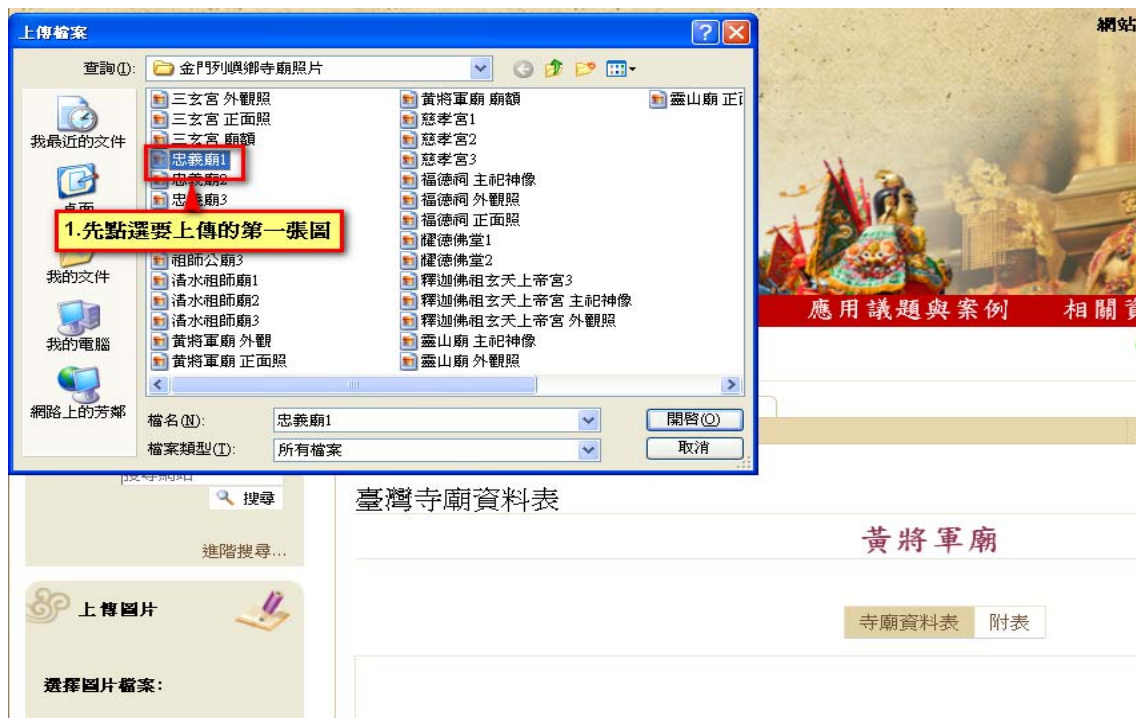 網站
上傳檔案
查詢(I):
金門列嶼鄉寺廟照片
我最近的文件
我的文件
我的電腦
網路上的芳鄰
三玄宮 外觀照
三玄宮 正面照
三玄宮 廟額
忠義廟1
忠義廟2
忠義廟3
1.先點選要上傳的第一張圖
祖師公廟3
清水祖師廟1
清水祖師廟2
清水祖師廟3
黃將軍廟 外觀
黃將軍廟 正面照
黃將軍廟 廟額
慈孝宮1
慈孝宮2
慈孝宮3
福德祠 主祀神像
福德祠 外觀照
福德祠 正面照
耀德佛堂1
耀德佛堂2
釋迦佛祖玄天上帝宮3
釋迦佛祖玄天上帝宮 主祀神像
釋迦佛祖玄天上帝宮 外觀照
靈山廟 主祀神像
靈山廟 外觀照
靈山廟 正
檔名(N):
忠義廟1
開啟(O)
檔案類型(T):
所有檔案
取消
應用議題與案例 相關
搜尋
進階搜尋...
上傳圖片
選擇圖片檔案:
臺灣寺廟資料表
黃將軍廟
寺廟資料表 附表